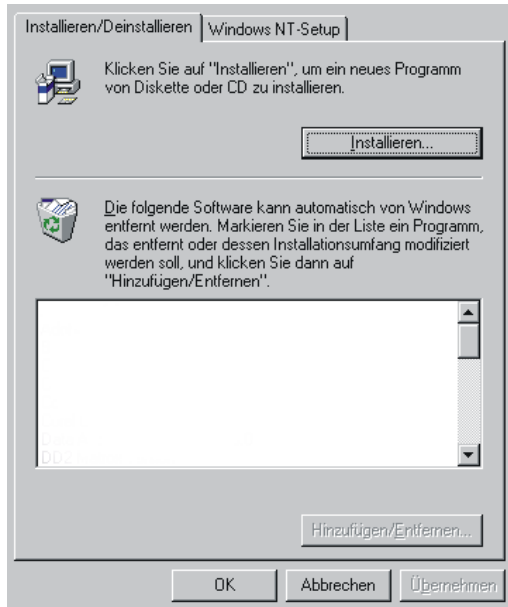 Installieren/Deinstallieren
Windows NT-Setup
Klicken Sie auf "Installieren", um ein neues Programm
von Diskette oder CD zu installieren.
Installieren...
Die folgende Software kann automatisch von Windows
entfernt werden. Markieren Sie in der Liste ein Programm,
das entfernt oder dessen Installationsumfang modifiziert
werden soll, und klicken Sie dann auf
"Hinzufügen/Entfernen".
Hinzufügen/Entfernen...
OK
Abbrechen
Übernehmen